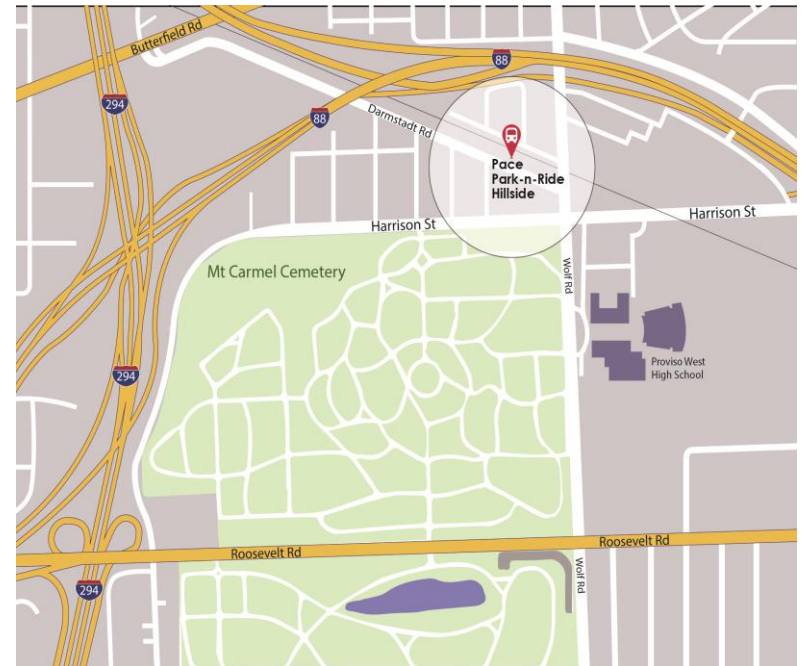 Butterfield Rd
88
294
88
Darmstadt Rd
Pace
Park-n-Ride
Hillside
Harrison St
Harrison St
Mt Carmel Cemetery
Wolf Rd
Proviso West
High School
294
Roosevelt Rd
Roosevelt Rd
Wolf Rd
294